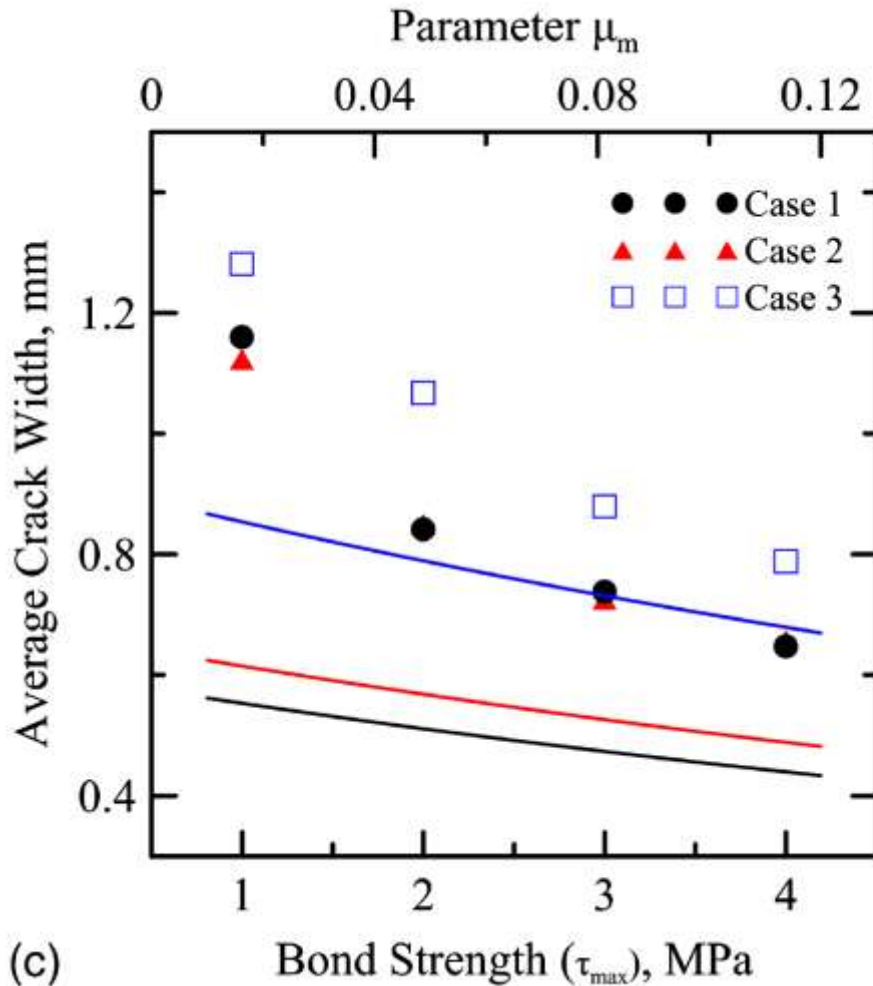 Parameter μm
0 0.04 0.08 0.12
Case 1
Case 2
Case 3
Average Crack Width, mm
1.2
0.8
0.4
1 2 3 4
(c) Bond Strength (τmax), MPa